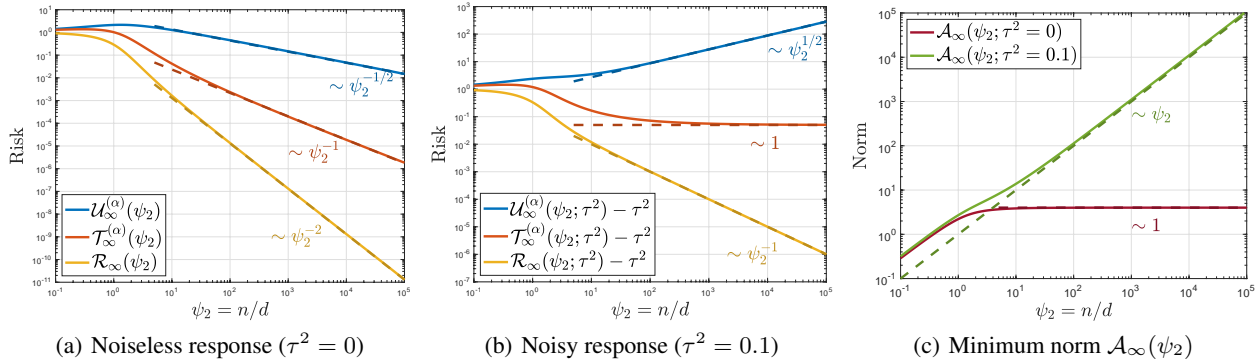 10^1
10^0
10^-1
10^-2
10^-3
10^-4
10^-5
10^-6
10^-7
10^-8
10^-9
10^-10
10^-11
Risk
∼ ψ_2^{-1/2}
∼ ψ_2^{-1}
∼ ψ_2^{-2}
𝒰_∞^{(α)}(ψ_2)
𝒯_∞^{(α)}(ψ_2)
ℛ_∞(ψ_2)
10^-1 10^0 10^1 10^2 10^3 10^4 10^5
ψ_2 = n/d
(a) Noiseless response (τ^2 = 0)
10^3
10^2
10^1
10^0
10^-1
10^-2
10^-3
10^-4
10^-5
10^-6
10^-7
Risk
∼ ψ_2^{1/2}
∼ 1
∼ ψ_2^{-1}
𝒰_∞^{(α)}(ψ_2; τ^2) − τ^2
𝒯_∞^{(α)}(ψ_2; τ^2) − τ^2
ℛ_∞(ψ_2; τ^2) − τ^2
10^-1 10^0 10^1 10^2 10^3 10^4 10^5
ψ_2 = n/d
(b) Noisy response (τ^2 = 0.1)
10^5
10^4
10^3
10^2
10^1
10^0
10^-1
Norm
𝒜_∞(ψ_2; τ^2 = 0)
𝒜_∞(ψ_2; τ^2 = 0.1)
∼ ψ_2
∼ 1
10^-1 10^0 10^1 10^2 10^3 10^4 10^5
ψ_2 = n/d
(c) Minimum norm 𝒜_∞(ψ_2)